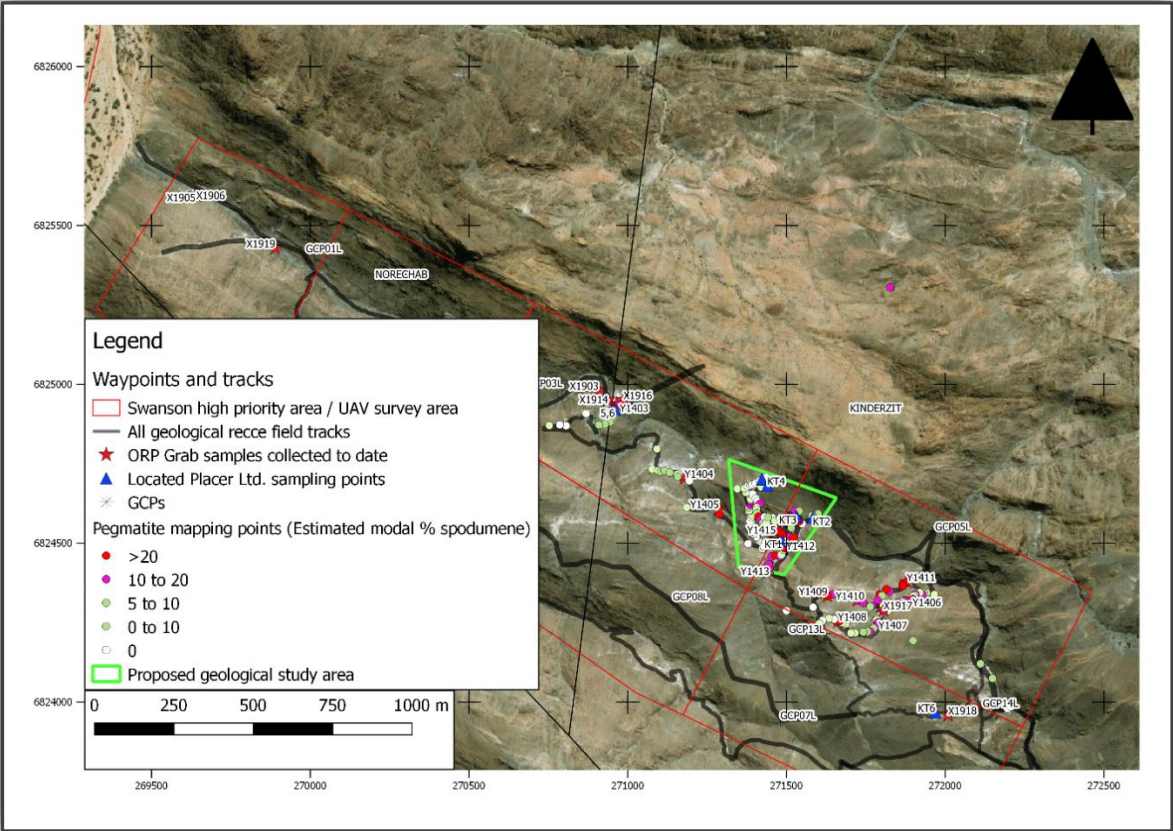 6826000
6825500
6825000
6824500
6824000
X1905
X1906
X1919
GCP01L
NORECHAB
Legend
Waypoints and tracks
Swanson high priority area / UAV survey area
All geological recce field tracks
ORP Grab samples collected to date
Located Placer Ltd. sampling points
GCPs
Pegmatite mapping points (Estimated modal % spodumene)
>20
10 to 20
5 to 10
0 to 10
0
Proposed geological study area
0 250 500 750 1000 m
P03L
X1903
X1914
X1916
5,6
Y1403
KINDERZIT
Y1404
Y1405
KT4
KT3
KT2
Y1415
KT1
Y1412
Y1413
GCP05L
GCP08L
Y1409
Y1410
Y1411
X1917
Y1406
GCP13L
Y1408
Y1407
GCP07L
KT6
X1918
GCP14L
269500 270000 270500 271000 271500 272000 272500